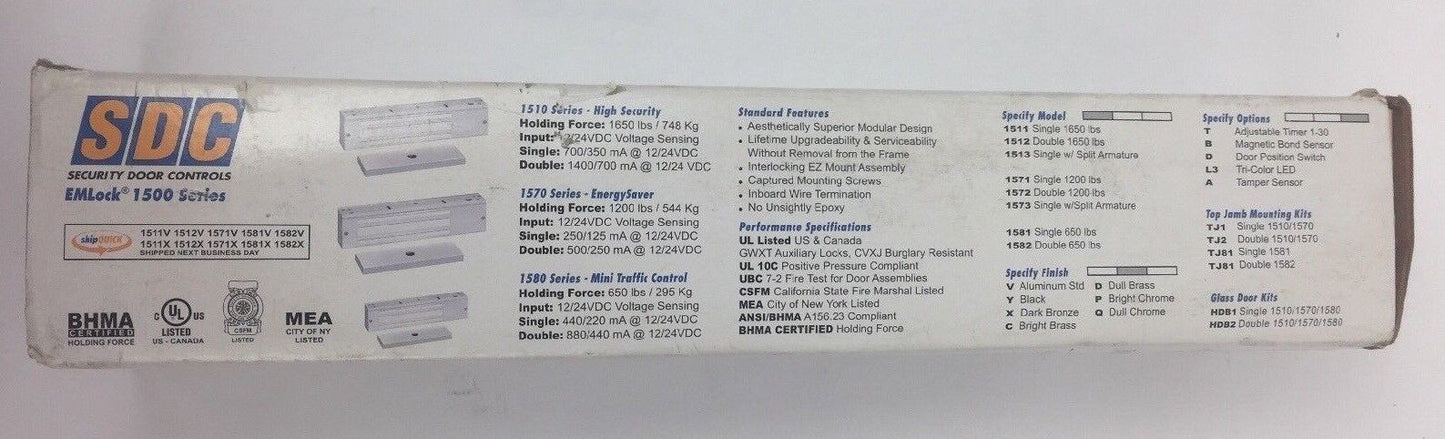 SDC
SECURITY DOOR CONTROLS
EMLock® 1500 Series
shipQUICK
1511V 1512V 1571V 1581V 1582V
1511X 1512X 1571X 1581X 1582X
SHIPPED NEXT BUSINESS DAY
BHMA
CERTIFIED
HOLDING FORCE
C UL US
LISTED
US - CANADA
CSFM
LISTED
MEA
CITY OF NY
LISTED
1510 Series - High Security
Holding Force: 1650 lbs / 748 Kg
Input: 12/24VDC Voltage Sensing
Single: 700/350 mA @ 12/24VDC
Double: 1400/700 mA @ 12/24 VDC
1570 Series - EnergySaver
Holding Force: 1200 lbs / 544 Kg
Input: 12/24VDC Voltage Sensing
Single: 250/125 mA @ 12/24VDC
Double: 500/250 mA @ 12/24VDC
1580 Series - Mini Traffic Control
Holding Force: 650 lbs / 295 Kg
Input: 12/24VDC Voltage Sensing
Single: 440/220 mA @ 12/24VDC
Double: 880/440 mA @ 12/24VDC
Standard Features
• Aesthetically Superior Modular Design
• Lifetime Upgradeability & Serviceability
Without Removal from the Frame
• Interlocking EZ Mount Assembly
• Captured Mounting Screws
• Inboard Wire Termination
• No Unsightly Epoxy
Performance Specifications
UL Listed US & Canada
GWXT Auxiliary Locks, CVXJ Burglary Resistant
UL 10C Positive Pressure Compliant
UBC 7-2 Fire Test for Door Assemblies
CSFM California State Fire Marshal Listed
MEA City of New York Listed
ANSI/BHMA A156.23 Compliant
BHMA CERTIFIED Holding Force
Specify Model
1511 Single 1650 lbs
1512 Double 1650 lbs
1513 Single w/ Split Armature
1571 Single 1200 lbs
1572 Double 1200 lbs
1573 Single w/Split Armature
1581 Single 650 lbs
1582 Double 650 lbs
Specify Finish
V Aluminum Std D Dull Brass
Y Black P Bright Chrome
X Dark Bronze Q Dull Chrome
C Bright Brass
Specify Options
T Adjustable Timer 1-30
B Magnetic Bond Sensor
D Door Position Switch
L3 Tri-Color LED
A Tamper Sensor
Top Jamb Mounting Kits
TJ1 Single 1510/1570
TJ2 Double 1510/1570
TJ81 Single 1581
TJ81 Double 1582
Glass Door Kits
HDB1 Single 1510/1570/1580
HDB2 Double 1510/1570/1580